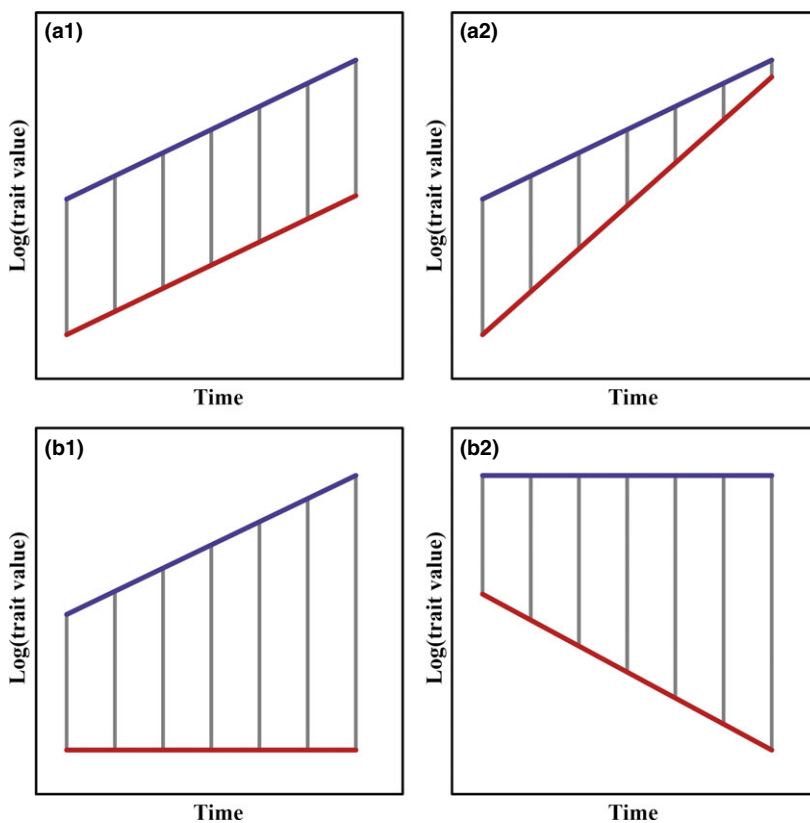 (a1)
Log(trait value)
Time
(a2)
Log(trait value)
Time
(b1)
Log(trait value)
Time
(b2)
Log(trait value)
Time